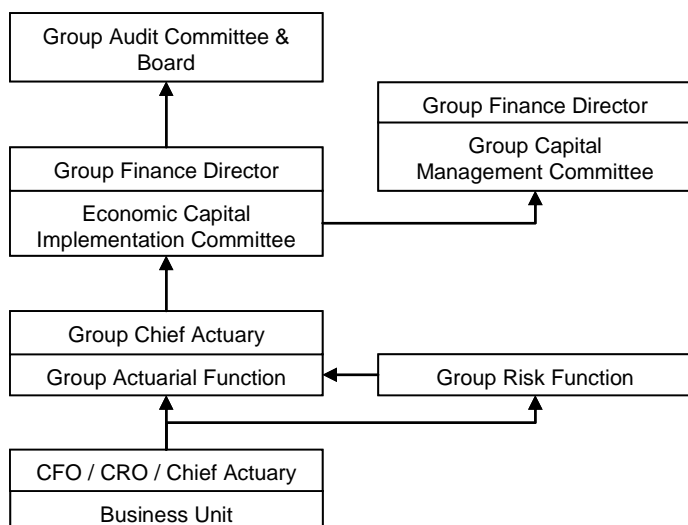 Group Audit Committee &
Board
Group Finance Director
Group Capital
Management Committee
Group Finance Director
Economic Capital
Implementation Committee
Group Chief Actuary
Group Actuarial Function
Group Risk Function
CFO / CRO / Chief Actuary
Business Unit